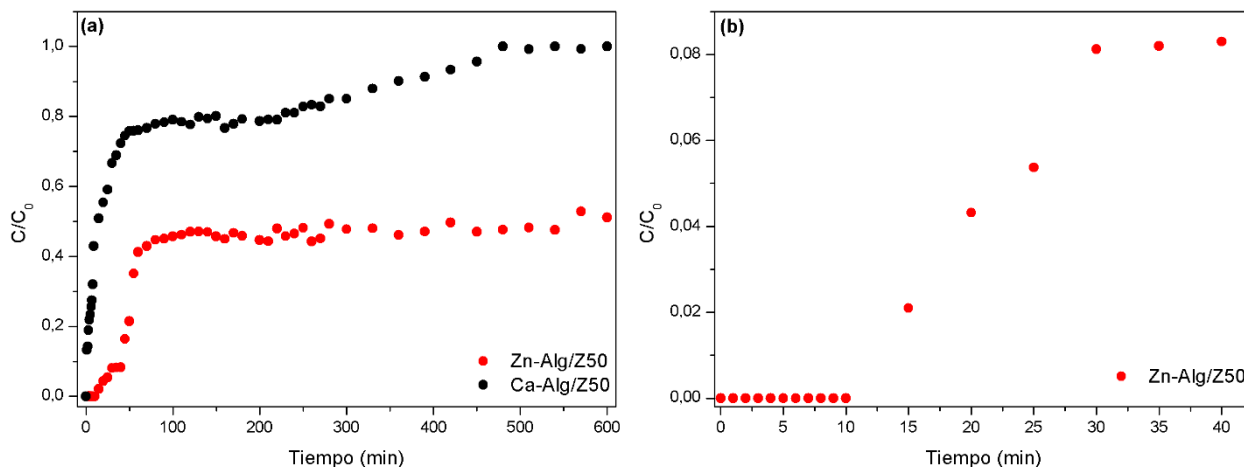 (a)
1,0
0,8
0,6
0,4
0,2
0,0
C/C0
0 100 200 300 400 500 600
Tiempo (min)
Zn-Alg/Z50
Ca-Alg/Z50
(b)
0.08
0.06
0.04
0.02
0.00
C/C0
0 5 10 15 20 25 30 35 40
Tiempo (min)
Zn-Alg/Z50